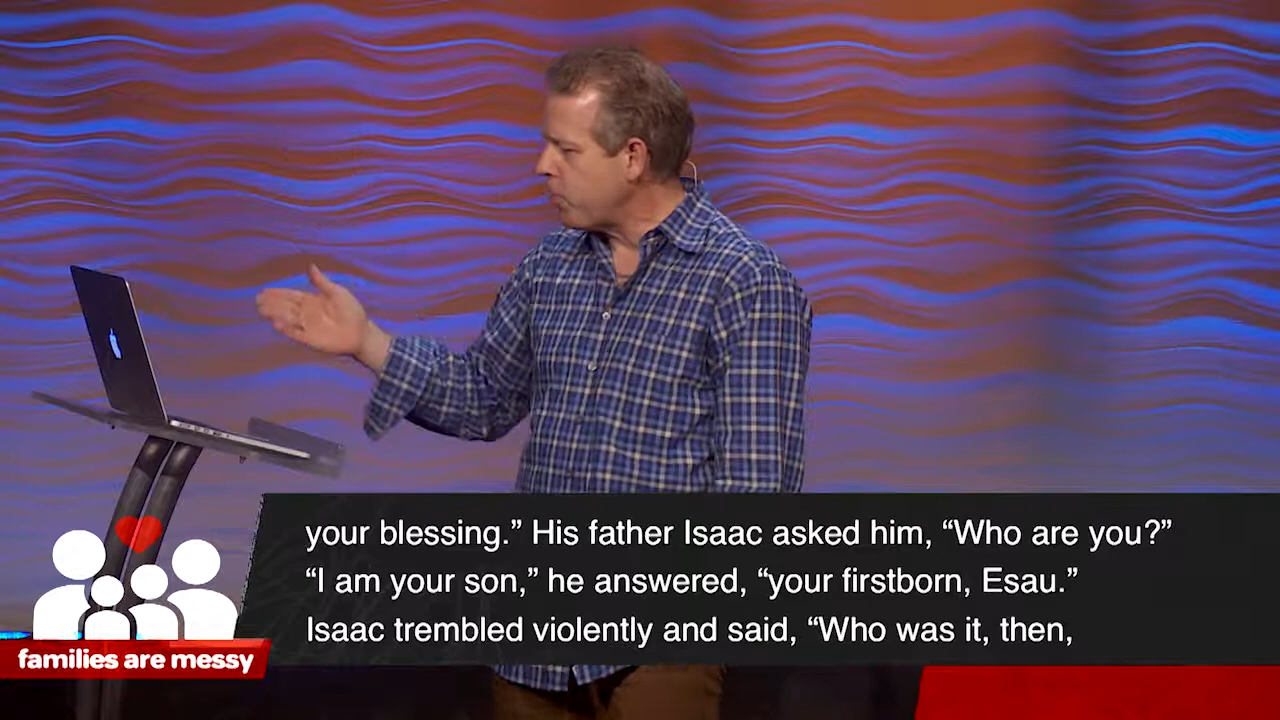 your blessing.” His father Isaac asked him, “Who are you?”
“I am your son,” he answered, “your firstborn, Esau.”
Isaac trembled violently and said, “Who was it, then,
families are messy